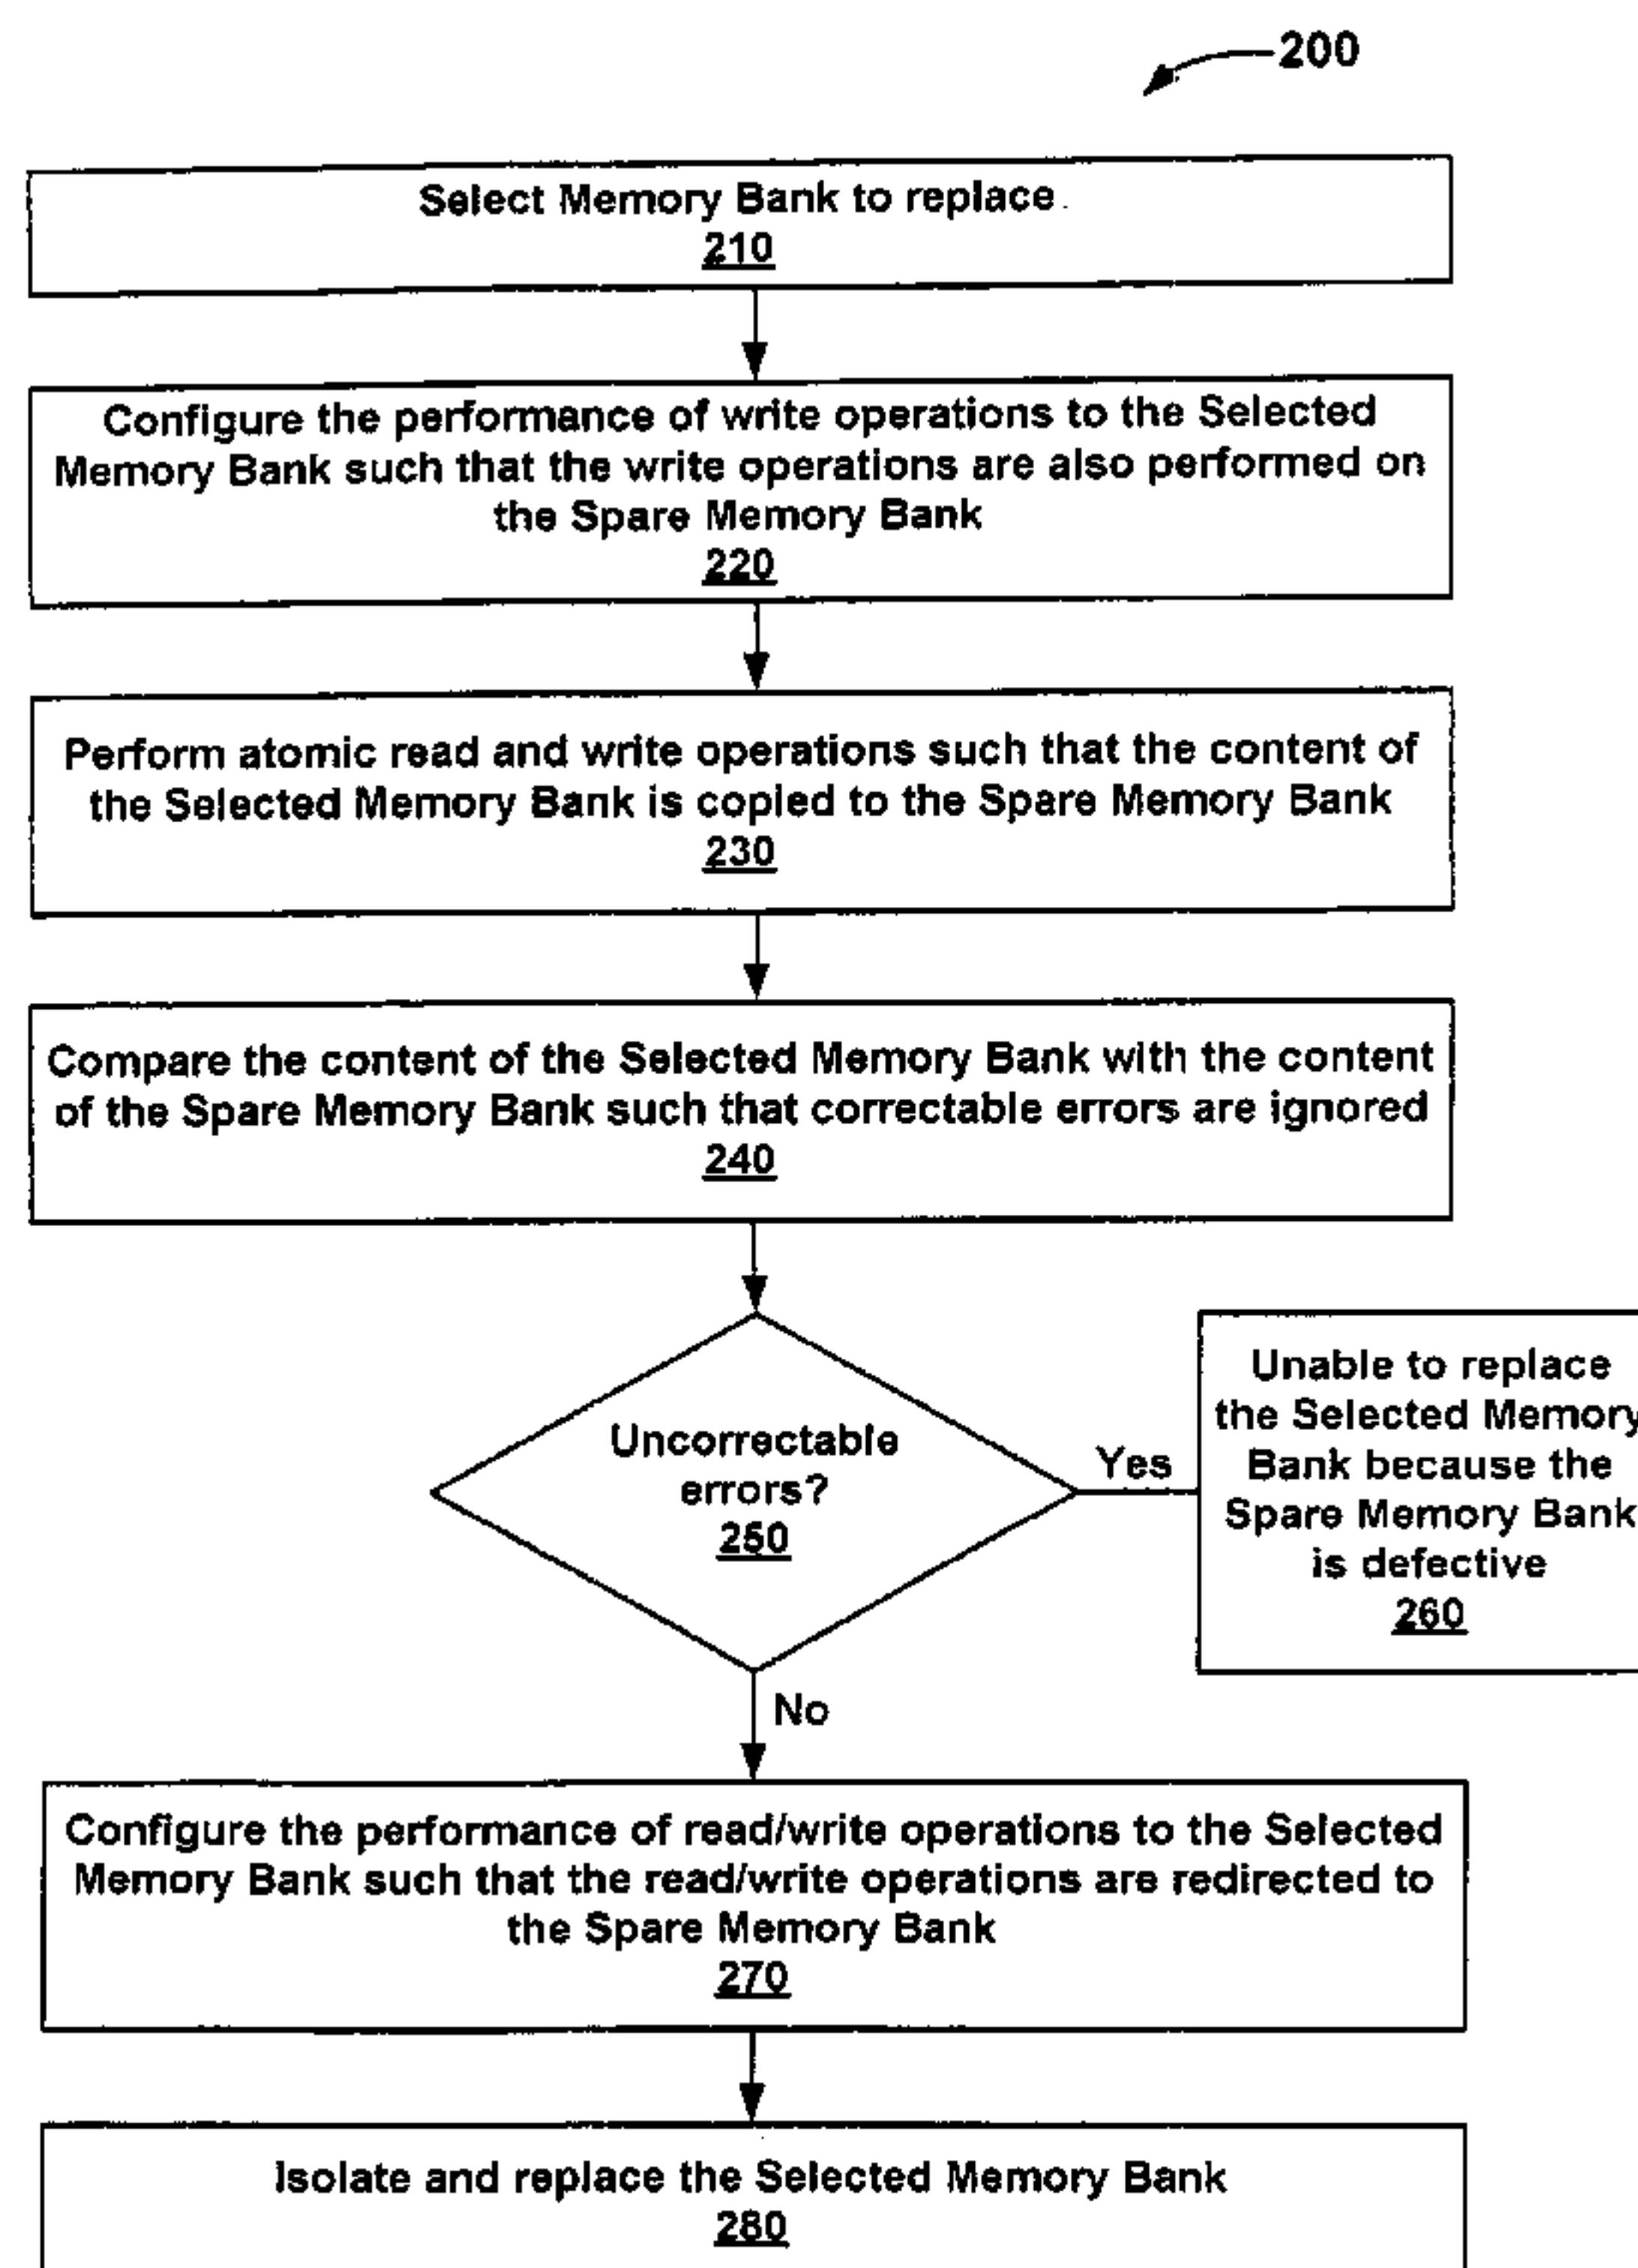 200
Select Memory Bank to replace
210
Configure the performance of write operations to the Selected
Memory Bank such that the write operations are also performed on
the Spare Memory Bank
220
Perform atomic read and write operations such that the content of
the Selected Memory Bank is copied to the Spare Memory Bank
230
Compare the content of the Selected Memory Bank with the content
of the Spare Memory Bank such that correctable errors are ignored
240
Uncorrectable
errors?
250
Yes
Unable to replace
the Selected Memory
Bank because the
Spare Memory Bank
is defective
260
No
Configure the performance of read/write operations to the Selected
Memory Bank such that the read/write operations are redirected to
the Spare Memory Bank
270
Isolate and replace the Selected Memory Bank
280